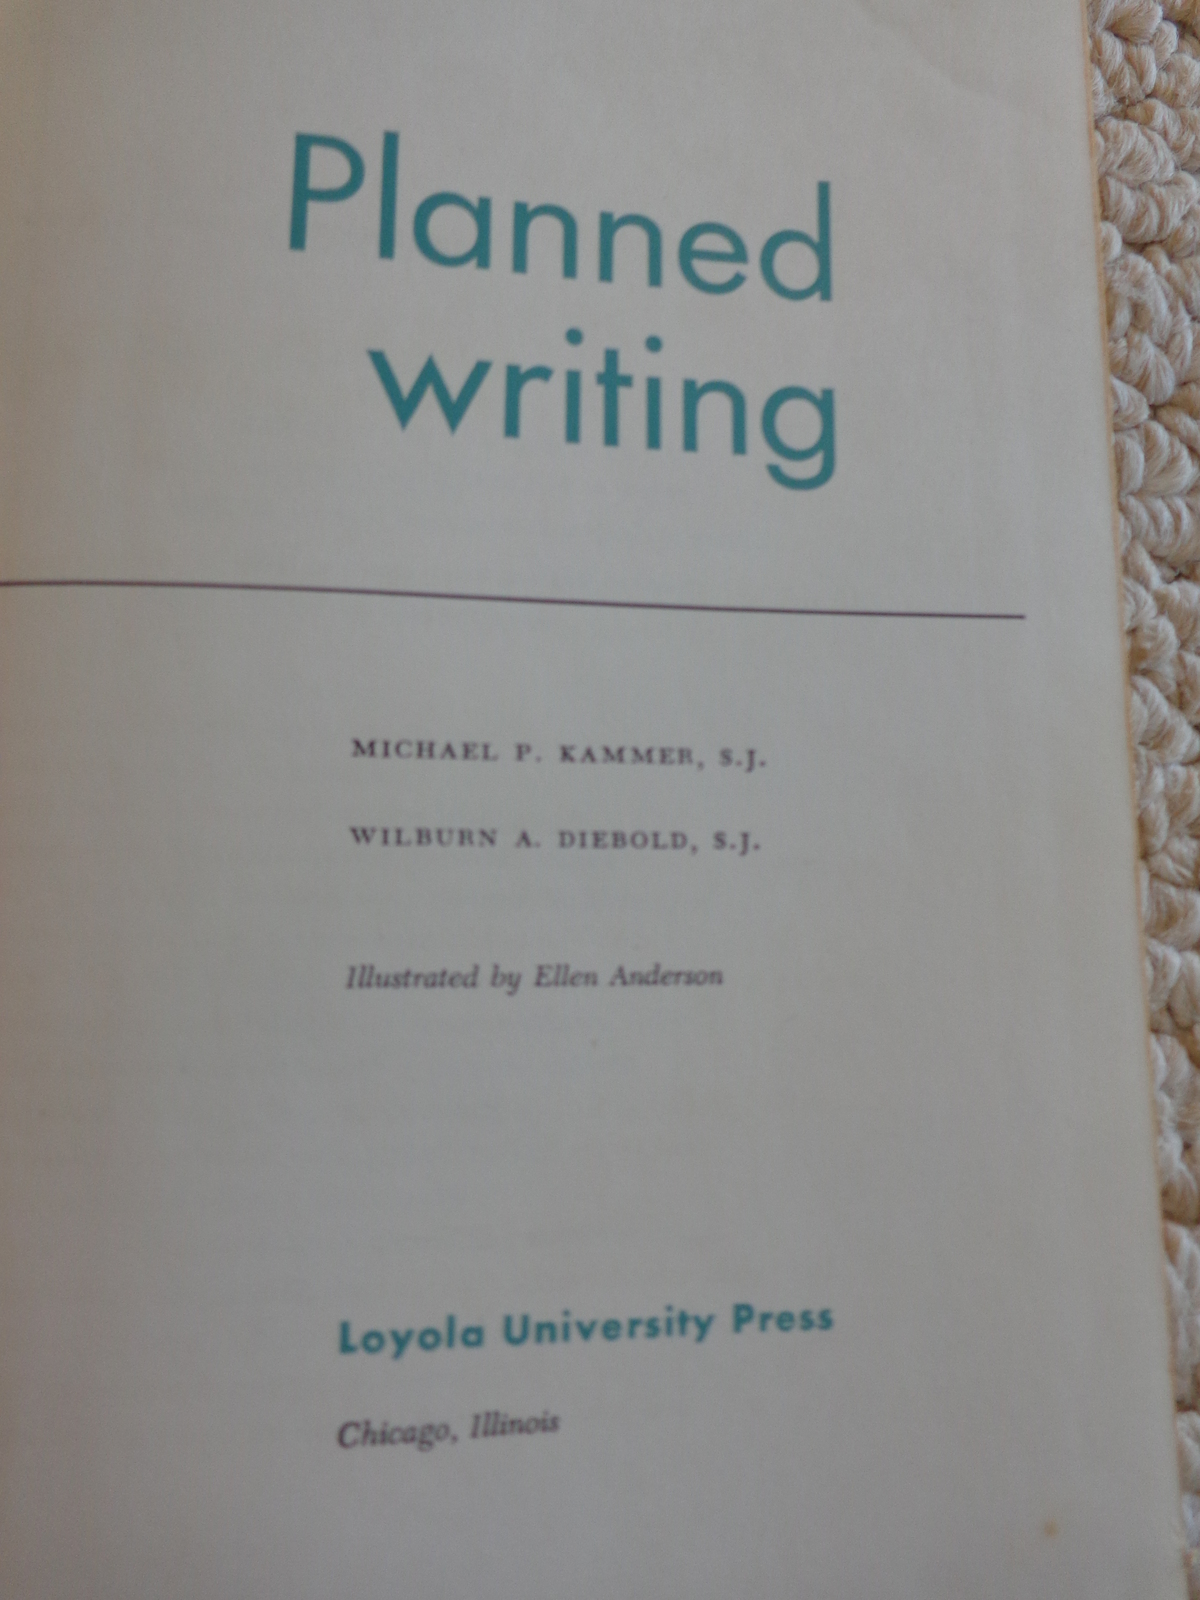 Planned
writing
MICHAEL P. KAMMER, S.J.
WILBURN A. DIEBOLD, S.J.
Illustrated by Ellen Anderson
Loyola University Press
Chicago, Illinois